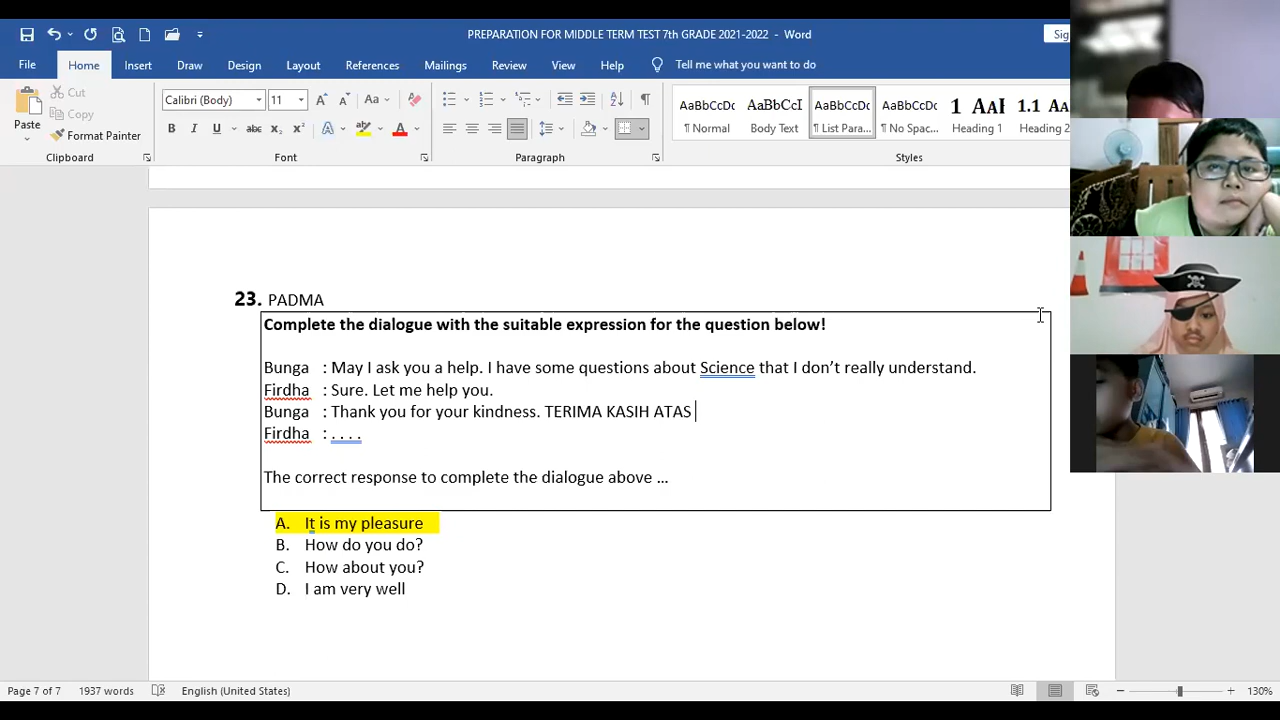 PREPARATION FOR MIDDLE TERM TEST 7th GRADE 2021-2022 - Word
Sig
File Home Insert Draw Design Layout References Mailings Review View Help Tell me what you want to do
Paste
Cut
Copy
Format Painter
Calibri (Body) 11
Aa
B I U abc x₂ x² A A
AaBbCcDc AaBbCcI AaBbCcDc AaBbCcDc 1 AaI 1.1 AaBbCcDc
¶ Normal Body Text ¶ List Para... ¶ No Spac... Heading 1 Heading 2
Clipboard Font Paragraph Styles
23. PADMA
Complete the dialogue with the suitable expression for the question below!
Bunga : May I ask you a help. I have some questions about Science that I don’t really understand.
Firdha : Sure. Let me help you.
Bunga : Thank you for your kindness. TERIMA KASIH ATAS
Firdha : . . . .
The correct response to complete the dialogue above ...
A. It is my pleasure
B. How do you do?
C. How about you?
D. I am very well
Page 7 of 7 1937 words English (United States) 130%